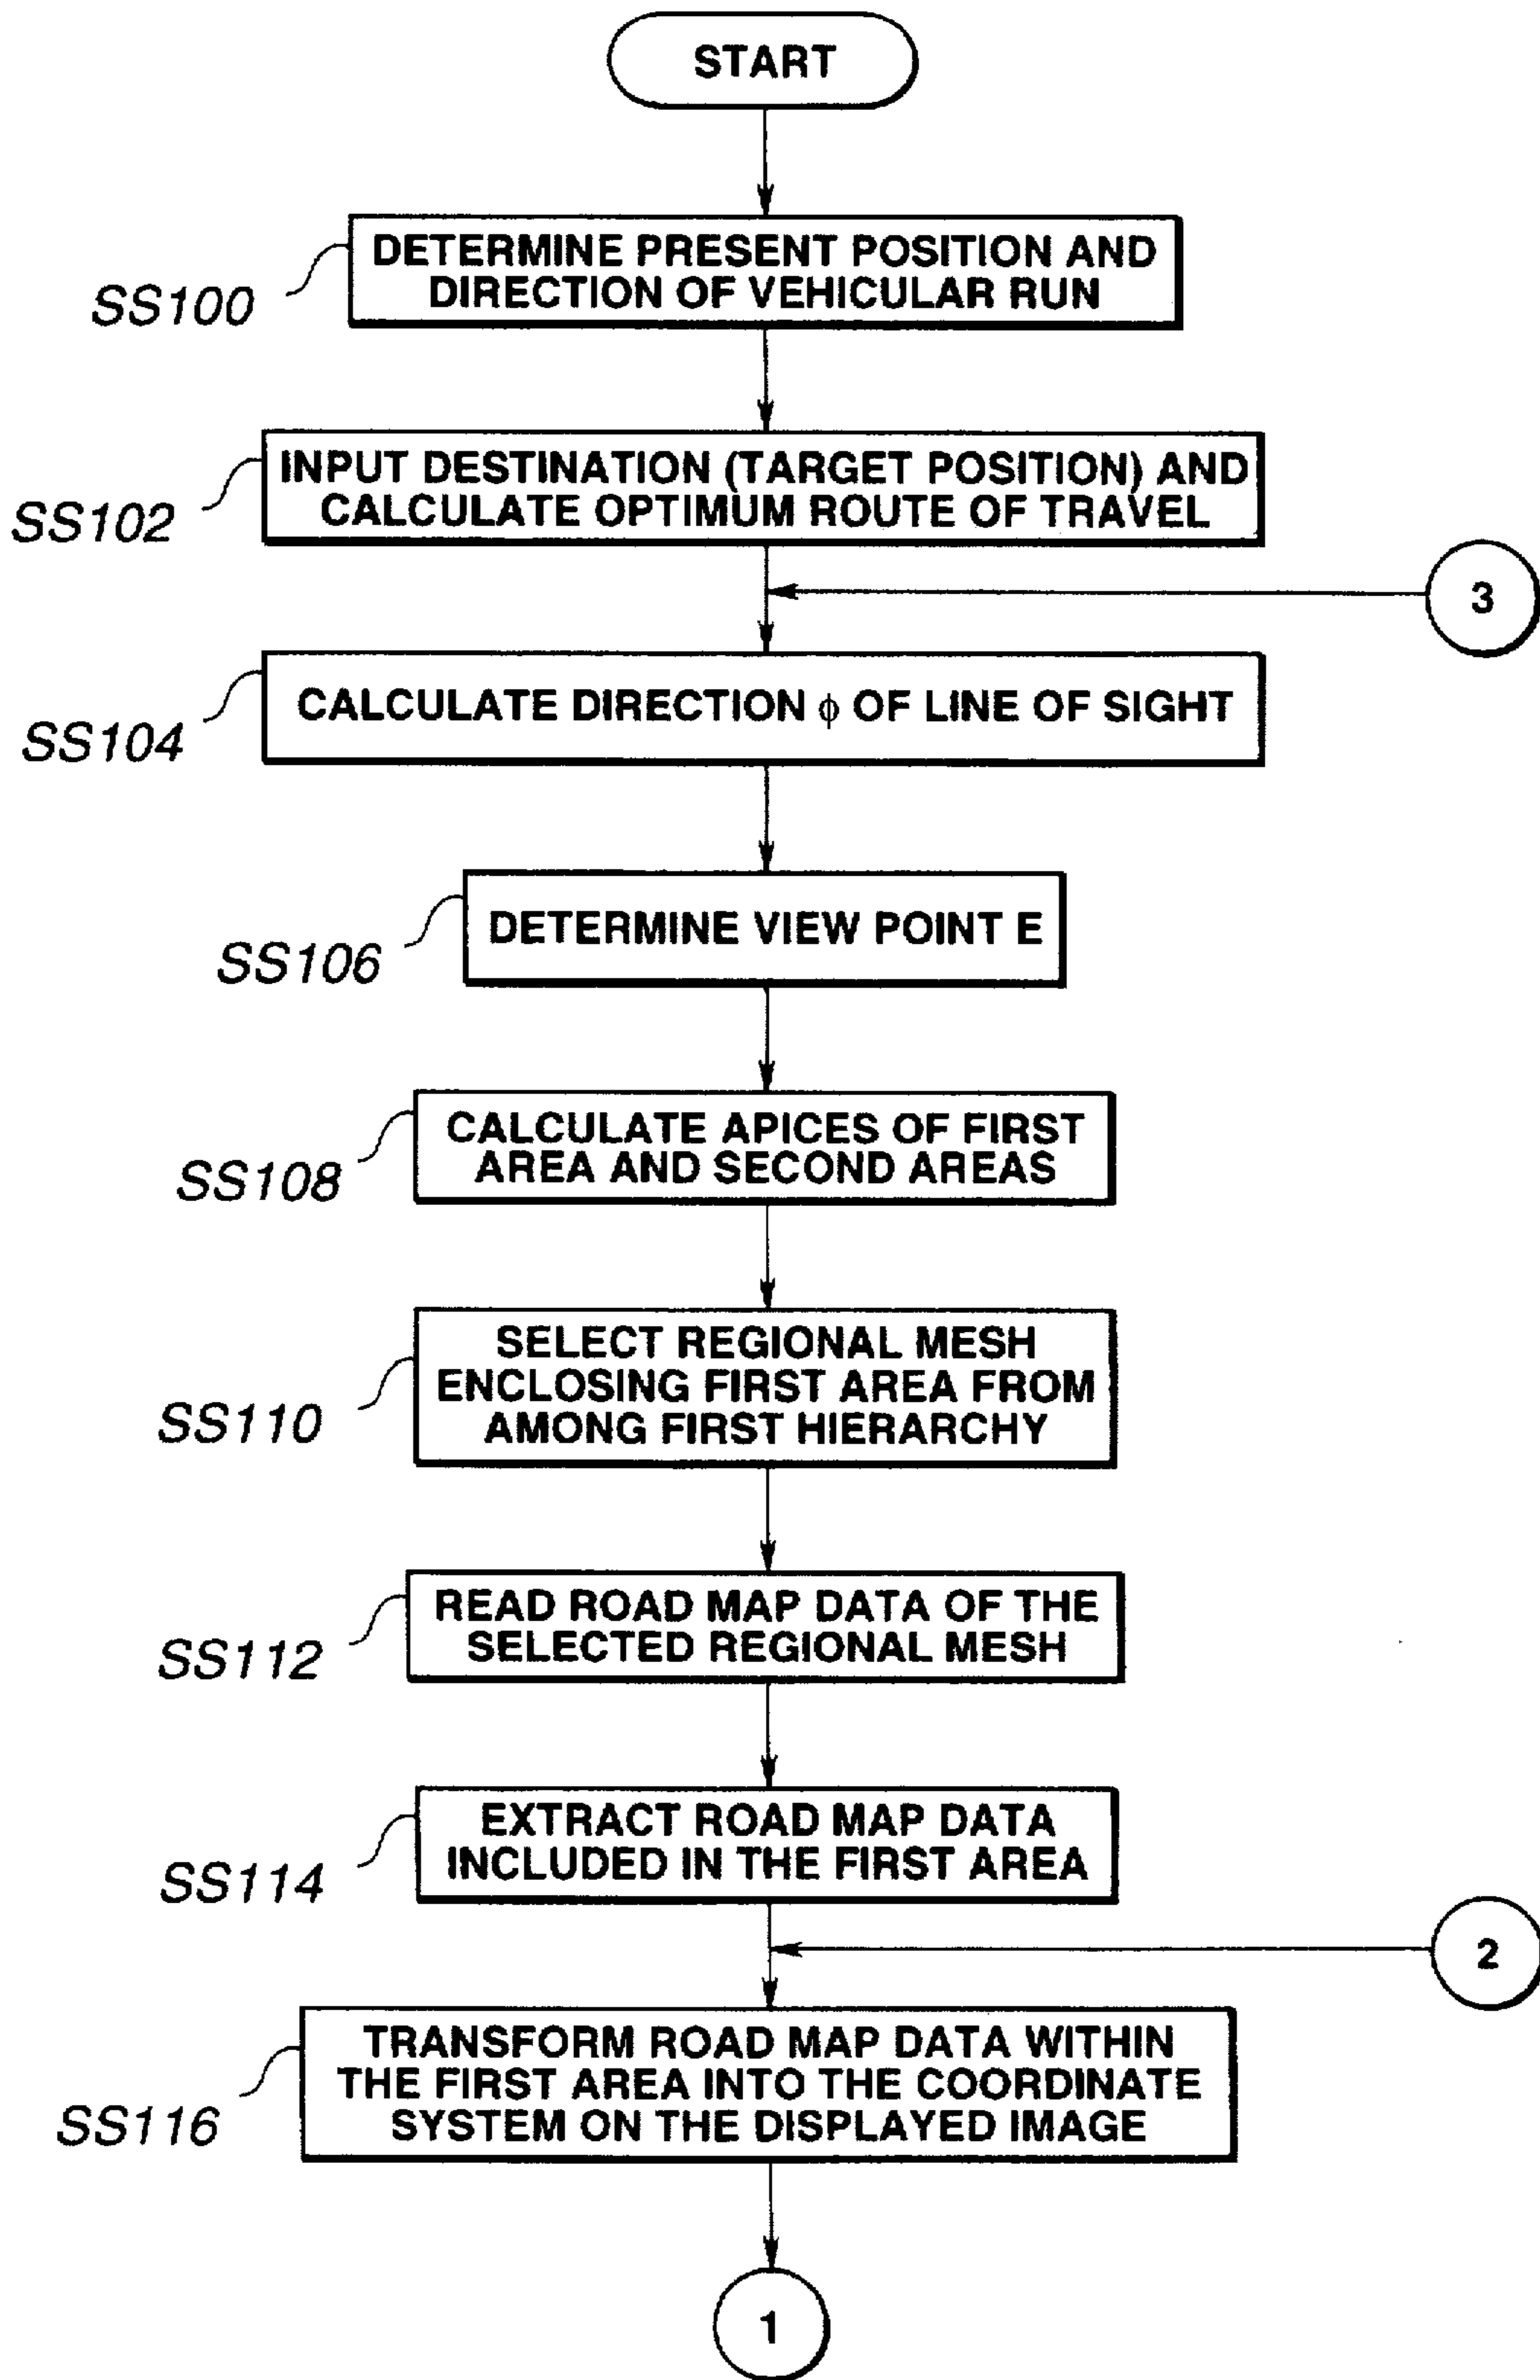 START
DETERMINE PRESENT POSITION AND
DIRECTION OF VEHICULAR RUN
SS100
INPUT DESTINATION (TARGET POSITION) AND
CALCULATE OPTIMUM ROUTE OF TRAVEL
SS102
3
CALCULATE DIRECTION ϕ OF LINE OF SIGHT
SS104
DETERMINE VIEW POINT E
SS106
CALCULATE APICES OF FIRST
AREA AND SECOND AREAS
SS108
SELECT REGIONAL MESH
ENCLOSING FIRST AREA FROM
AMONG FIRST HIERARCHY
SS110
READ ROAD MAP DATA OF THE
SELECTED REGIONAL MESH
SS112
EXTRACT ROAD MAP DATA
INCLUDED IN THE FIRST AREA
SS114
2
TRANSFORM ROAD MAP DATA WITHIN
THE FIRST AREA INTO THE COORDINATE
SYSTEM ON THE DISPLAYED IMAGE
SS116
1